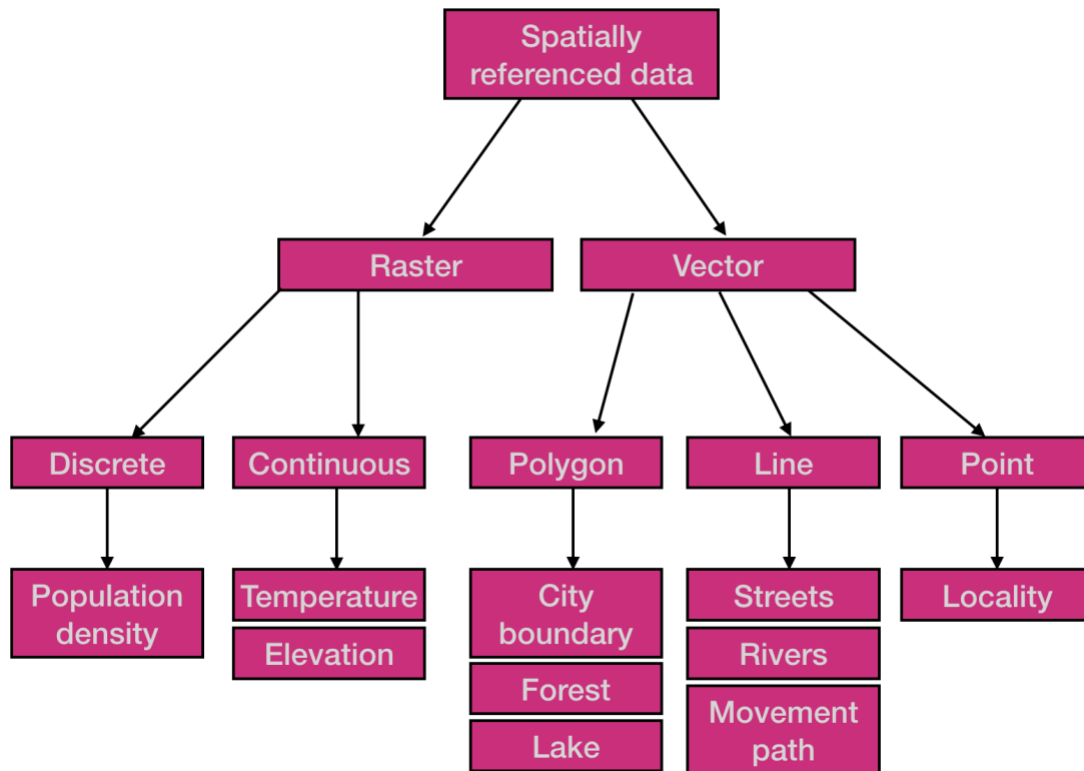 Spatially
referenced data
Raster
Vector
Discrete
Continuous
Polygon
Line
Point
Population
density
Temperature
Elevation
City
boundary
Forest
Lake
Streets
Rivers
Movement
path
Locality